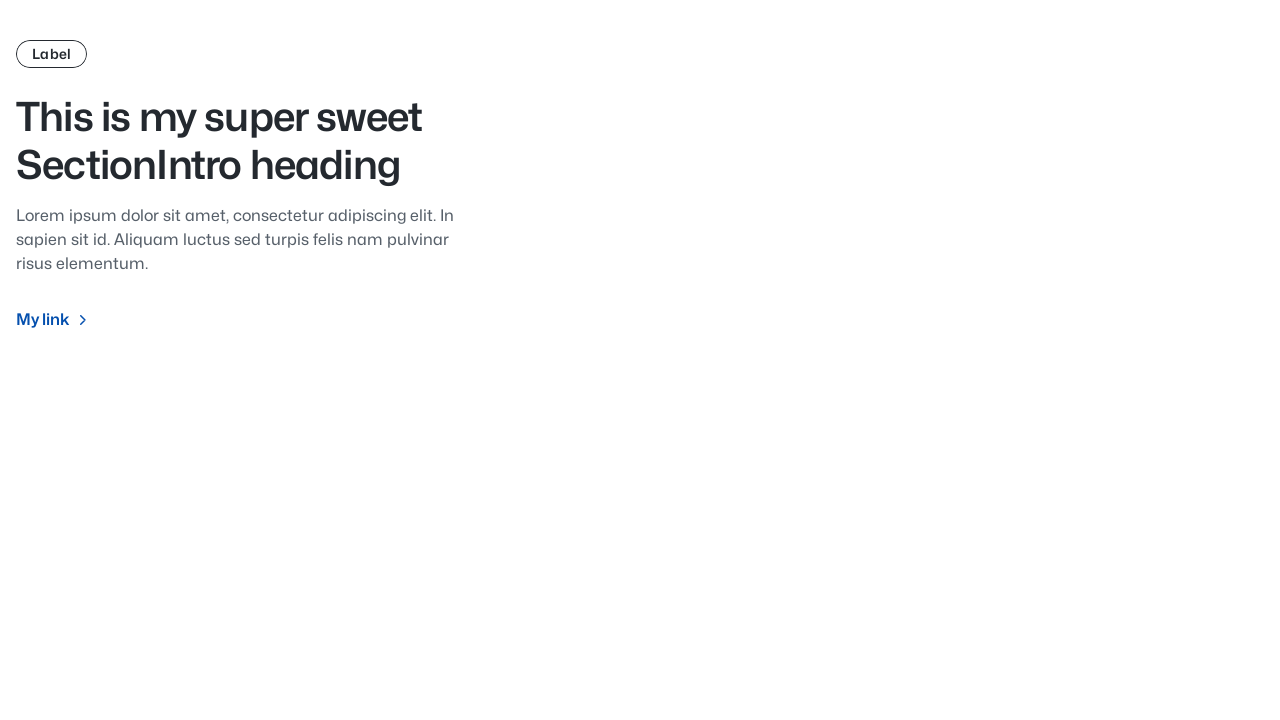 Label
This is my super sweet
SectionIntro heading
Lorem ipsum dolor sit amet, consectetur adipiscing elit. In
sapien sit id. Aliquam luctus sed turpis felis nam pulvinar
risus elementum.
My link